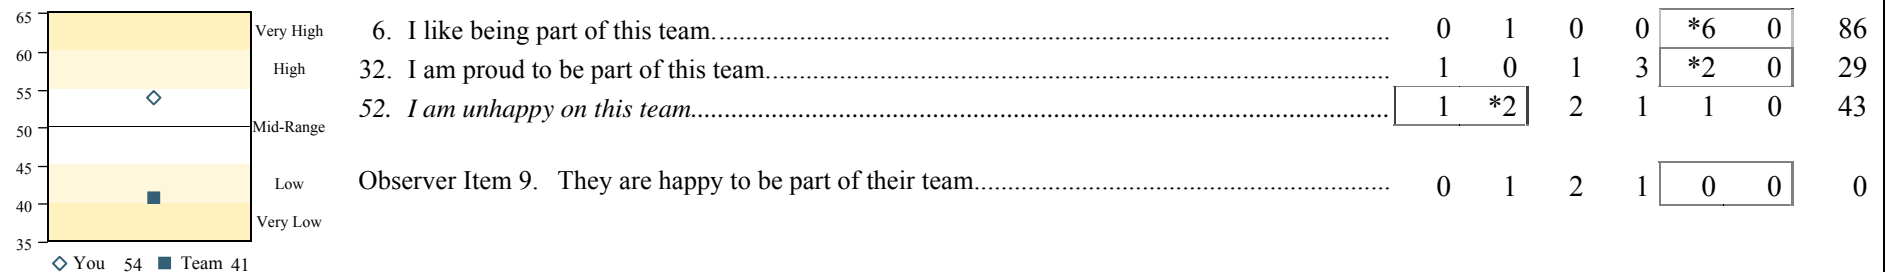 65
60
55
50
45
40
35
Very High
High
Mid-Range
Low
Very Low
You 54 Team 41
6. I like being part of this team........ 0 1 0 0 *6 0 86
32. I am proud to be part of this team........ 1 0 1 3 *2 0 29
52. I am unhappy on this team........ 1 *2 2 1 1 0 43
Observer Item 9. They are happy to be part of their team........ 0 1 2 1 0 0 0